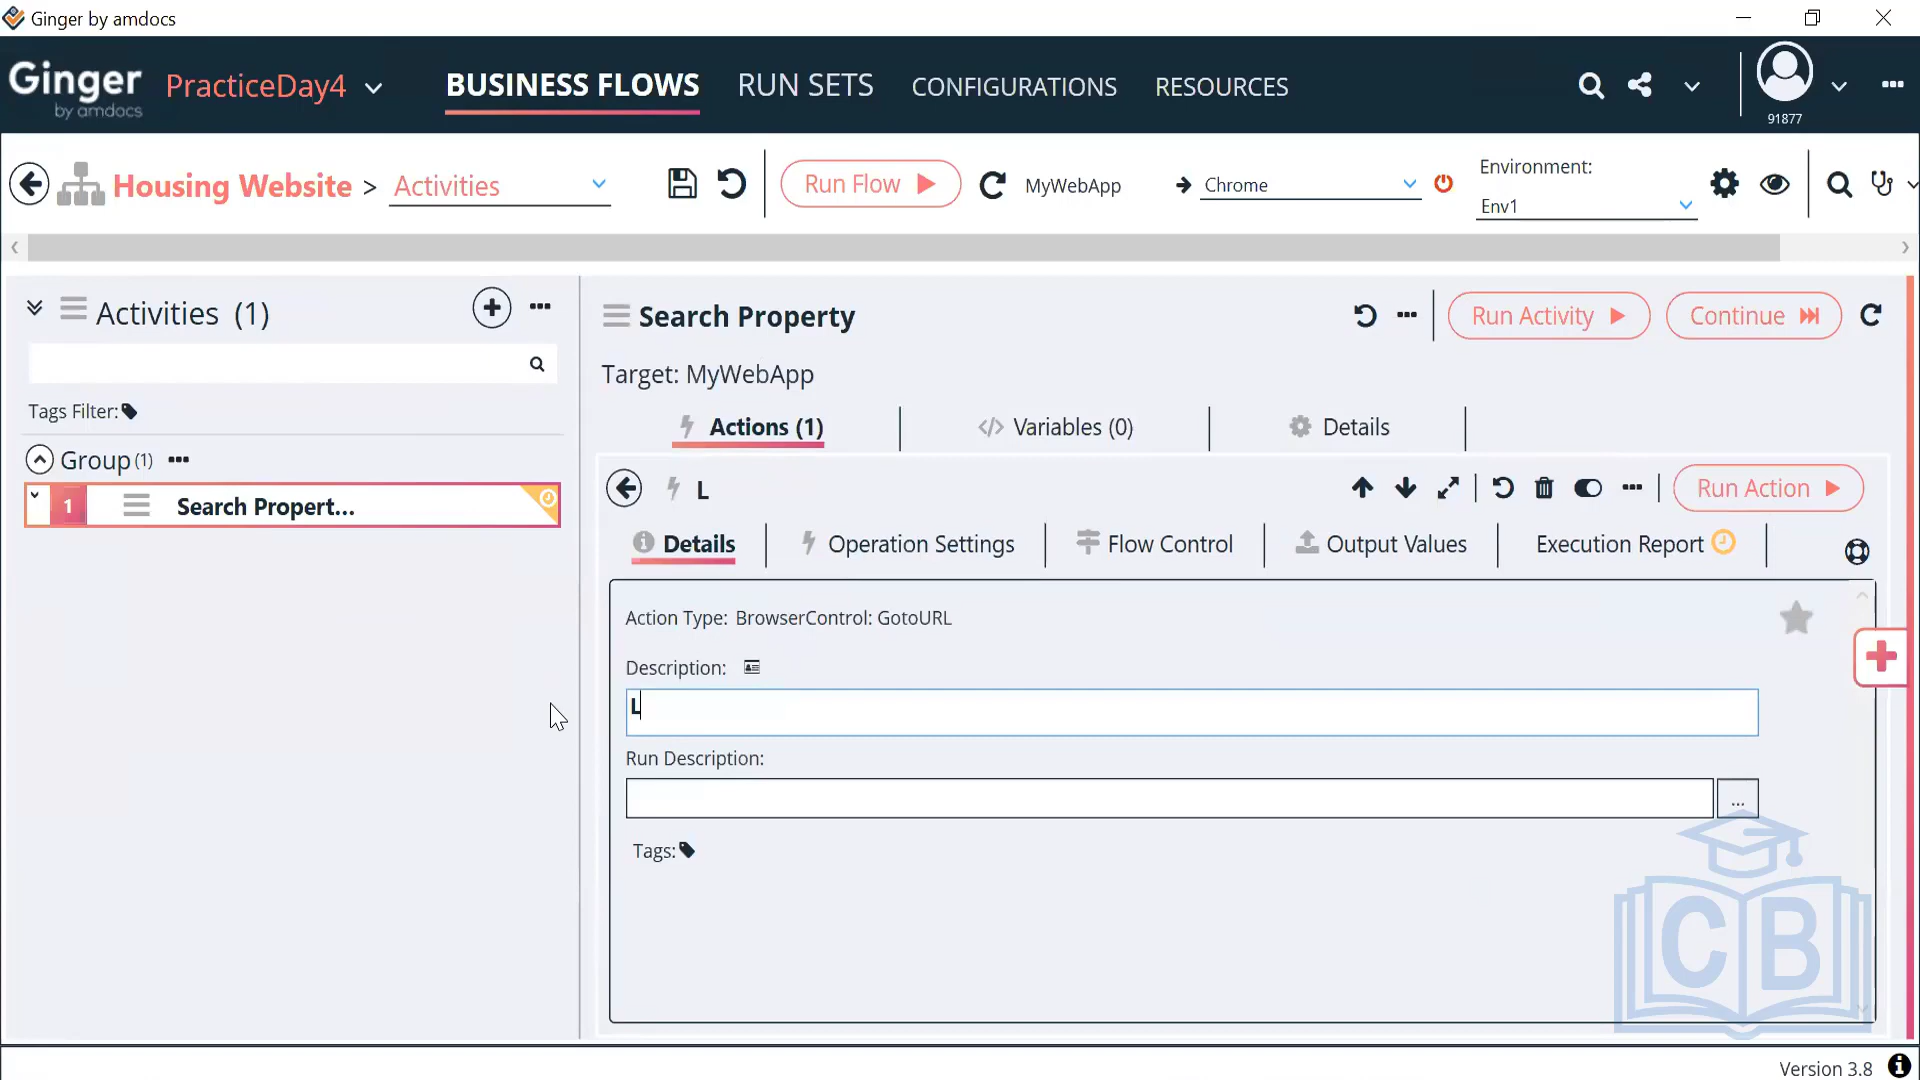 Ginger by amdocs
Ginger
by amdocs
PracticeDay4
BUSINESS FLOWS
RUN SETS
CONFIGURATIONS
RESOURCES
91877
Housing Website > Activities
Run Flow
MyWebApp
Chrome
Environment:
Env1
Activities (1)
Tags Filter:
Group (1)
1 Search Propert...
Search Property
Run Activity
Continue
Target: MyWebApp
Actions (1)
Variables (0)
Details
L
Run Action
Details
Operation Settings
Flow Control
Output Values
Execution Report
Action Type: BrowserControl: GotoURL
Description:
L
Run Description:
...
Tags:
CB
Version 3.8